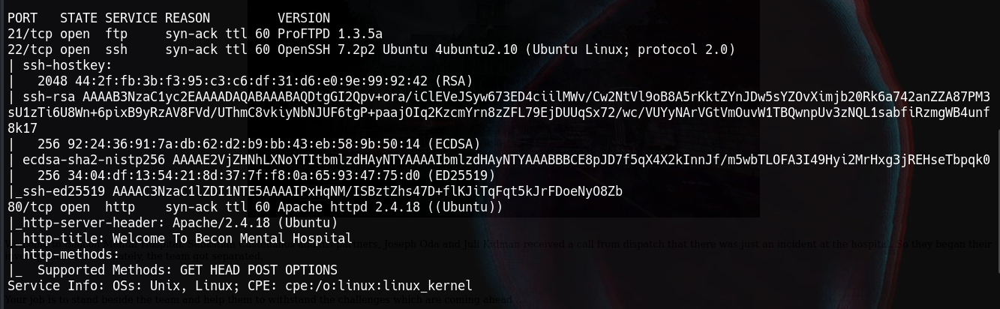 PORT   STATE SERVICE REASON         VERSION
21/tcp open  ftp     syn-ack ttl 60 ProFTPD 1.3.5a
22/tcp open  ssh     syn-ack ttl 60 OpenSSH 7.2p2 Ubuntu 4ubuntu2.10 (Ubuntu Linux; protocol 2.0)
| ssh-hostkey:
|   2048 44:2f:fb:3b:f3:95:c3:c6:df:31:d6:e0:9e:99:92:42 (RSA)
| ssh-rsa AAAAB3NzaC1yc2EAAAADAQABAAABAQDtgGI2Qpv+ora/iClEVeJSyw673ED4ciilMWv/Cw2NtVl9oB8A5rKktZYnJDw5sYZOvXimjb20Rk6a742anZZA87PM3
sU1zTi6U8Wn+6pixB9yRzAV8FVd/UThmC8vkiyNbNJUF6tgP+paajOIq2KzcmYrn8zZFL79EjDUUqSx72/wc/VUYyNArVGtVmOuvW1TBQwnpUv3zNQL1sabfiRzmgWB4unf
8k17
|   256 92:24:36:91:7a:db:62:d2:b9:bb:43:eb:58:9b:50:14 (ECDSA)
| ecdsa-sha2-nistp256 AAAAE2VjZHNhLXNoYTItbmlzdHAyNTYAAAAIbmlzdHAyNTYAAABBBCE8pJD7f5qX4X2kInnJf/m5wbTLOFA3I49Hyi2MrHxg3jREHseTbpqk0
|   256 34:04:df:13:54:21:8d:37:7f:f8:0a:65:93:47:75:d0 (ED25519)
|_ssh-ed25519 AAAAC3NzaC1lZDI1NTE5AAAAIPxHqNM/ISBztZhs47D+flKJiTqFqt5kJrFDoeNyO8Zb
80/tcp open  http    syn-ack ttl 60 Apache httpd 2.4.18 ((Ubuntu))
|_http-server-header: Apache/2.4.18 (Ubuntu)
|_http-title: Welcome To Becon Mental Hospital
partners, Joseph Oda and Juli Kidman received a call from dispatch that there was just an incident at the hospital. So they began their
| http-methods:
the team got separated.
|_  Supported Methods: GET HEAD POST OPTIONS
Service Info: OSs: Unix, Linux; CPE: cpe:/o:linux:linux_kernel
Your job is to stand beside the team and help them to withstand the challenges which are coming ahead ...